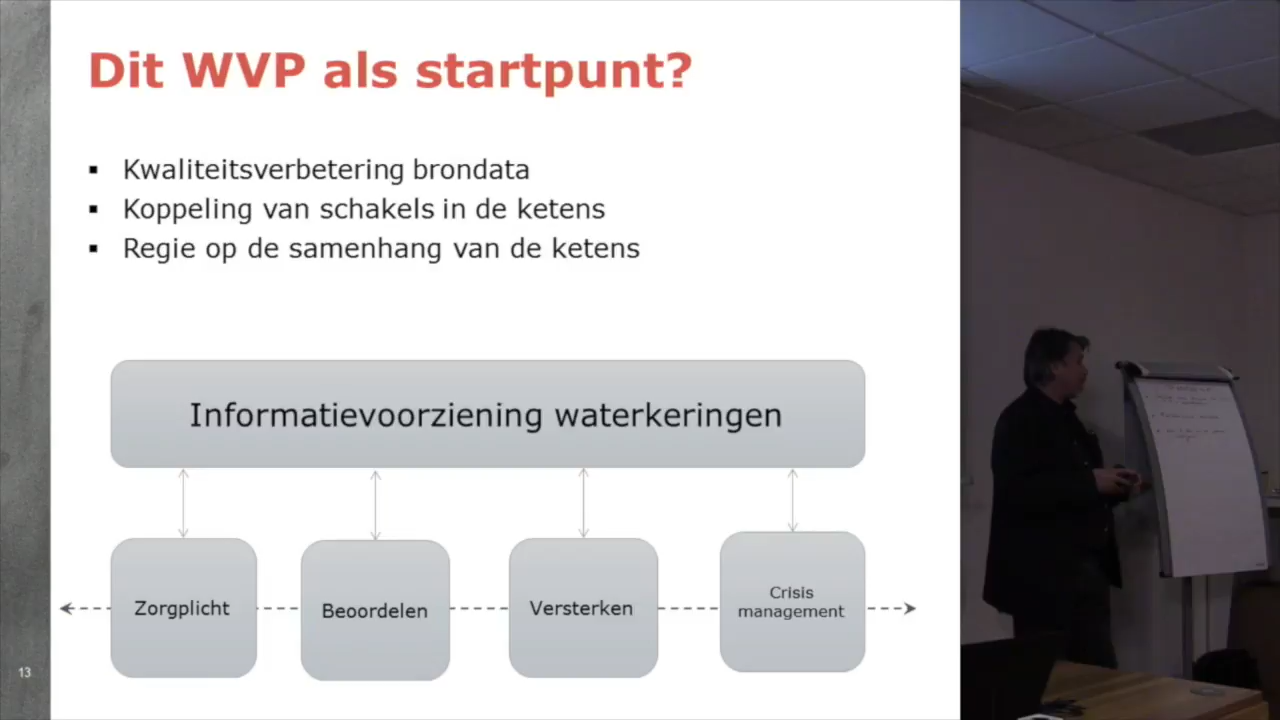 Dit WVP als startpunt?
Kwaliteitsverbetering brondata
Koppeling van schakels in de ketens
Regie op de samenhang van de ketens
Informatievoorziening waterkeringen
Zorgplicht
Beoordelen
Versterken
Crisis
management
13